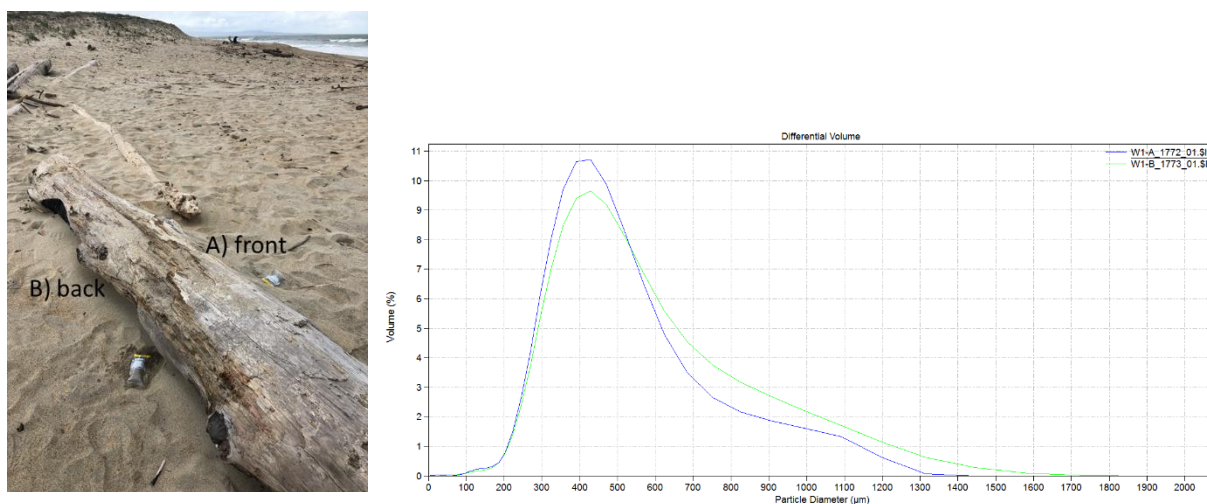 A) front
B) back
Differential Volume
W1-A_1772_01.$l
W1-B_1773_01.$l
Volume (%)
11
10
9
8
7
6
5
4
3
2
1
0
0 100 200 300 400 500 600 700 800 900 1000 1100 1200 1300 1400 1500 1600 1700 1800 1900 2000
Particle Diameter (µm)